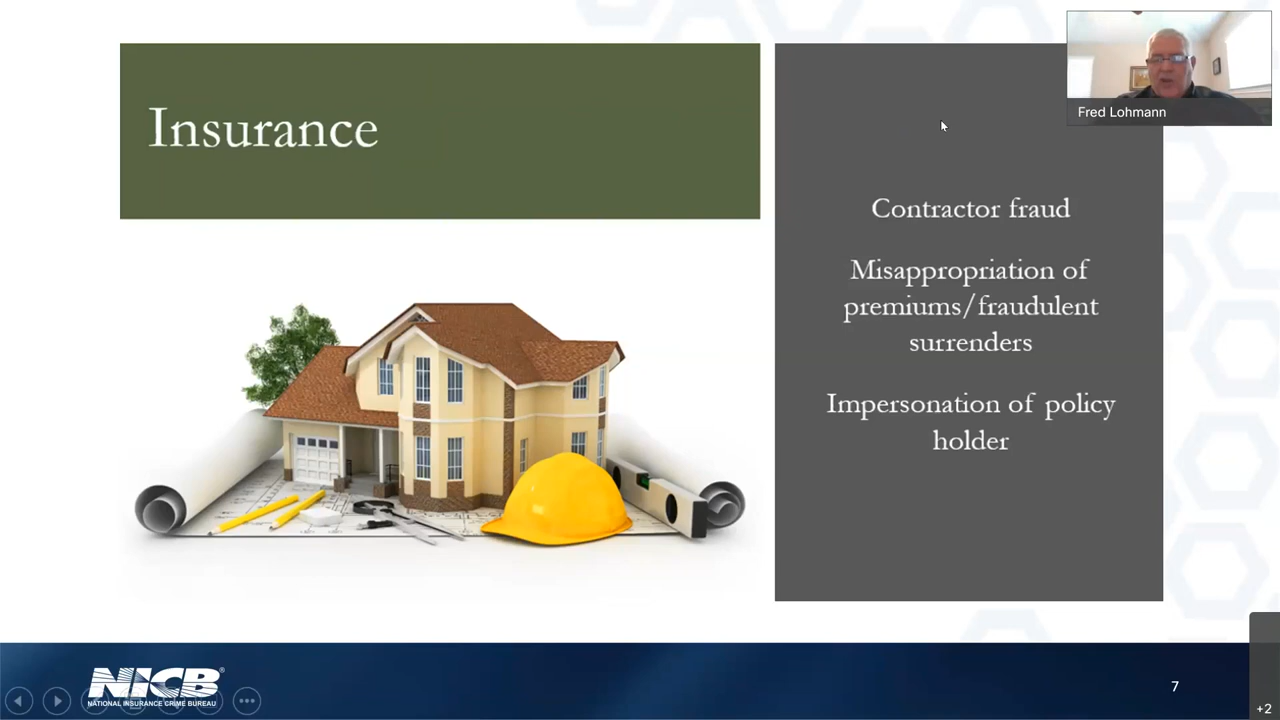 Insurance
Fred Lohmann
Contractor fraud
Misappropriation of
premiums/fraudulent
surrenders
Impersonation of policy
holder
NICB®
NATIONAL INSURANCE CRIME BUREAU
7
+2